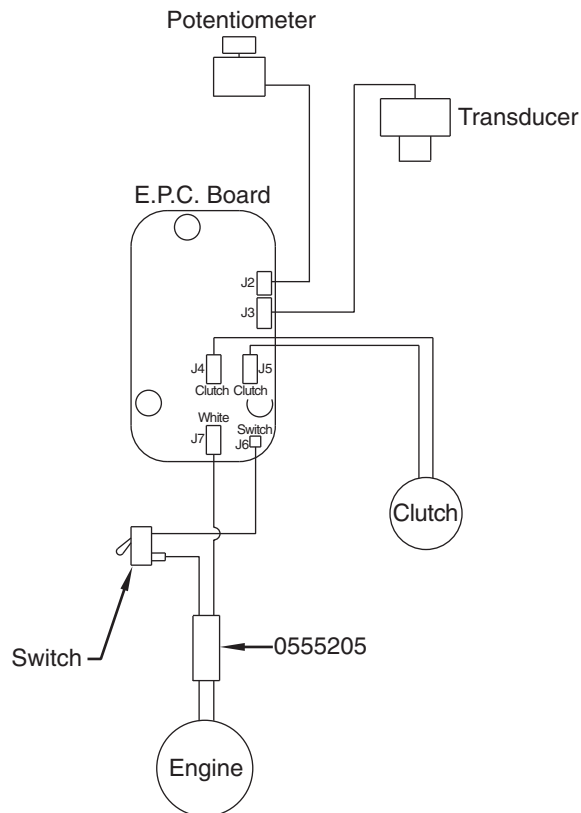 Potentiometer
Transducer
E.P.C. Board
J2
J3
J4
J5
Clutch
Clutch
White
Switch
J7
J6
Clutch
Switch
0555205
Engine